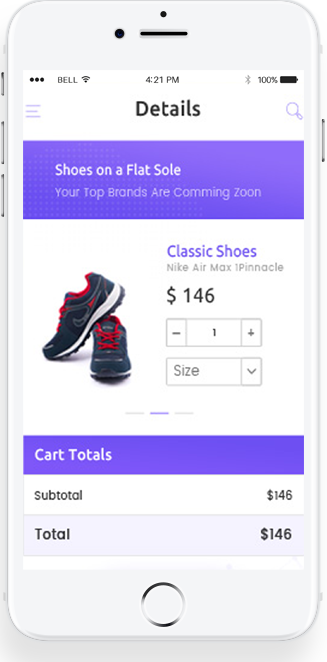 BELL 4:21 PM 100%
Details
Shoes on a Flat Sole
Your Top Brands Are Comming Zoon
Classic Shoes
Nike Air Max 1Pinnacle
$ 146
− 1 +
Size
Cart Totals
Subtotal $146
Total $146